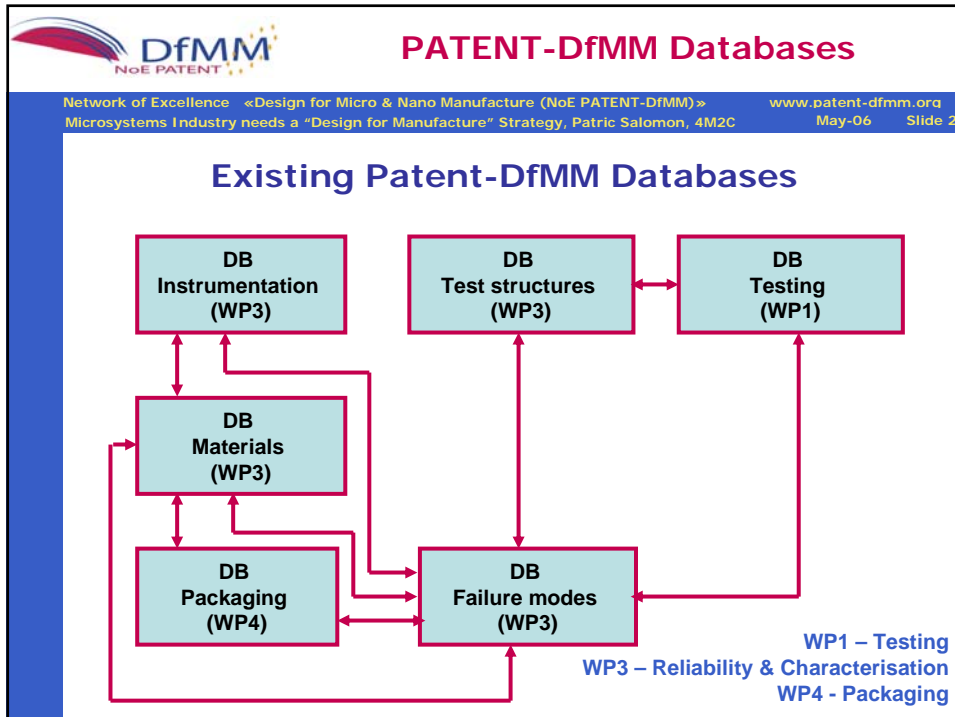 DfMM
NoE PATENT
PATENT-DfMM Databases
Network of Excellence «Design for Micro & Nano Manufacture (NoE PATENT-DfMM)» www.patent-dfmm.org
Microsystems Industry needs a “Design for Manufacture” Strategy, Patric Salomon, 4M2C May-06 Slide 2
Existing Patent-DfMM Databases
DB
Instrumentation
(WP3)
DB
Test structures
(WP3)
DB
Testing
(WP1)
DB
Materials
(WP3)
DB
Packaging
(WP4)
DB
Failure modes
(WP3)
WP1 – Testing
WP3 – Reliability & Characterisation
WP4 - Packaging